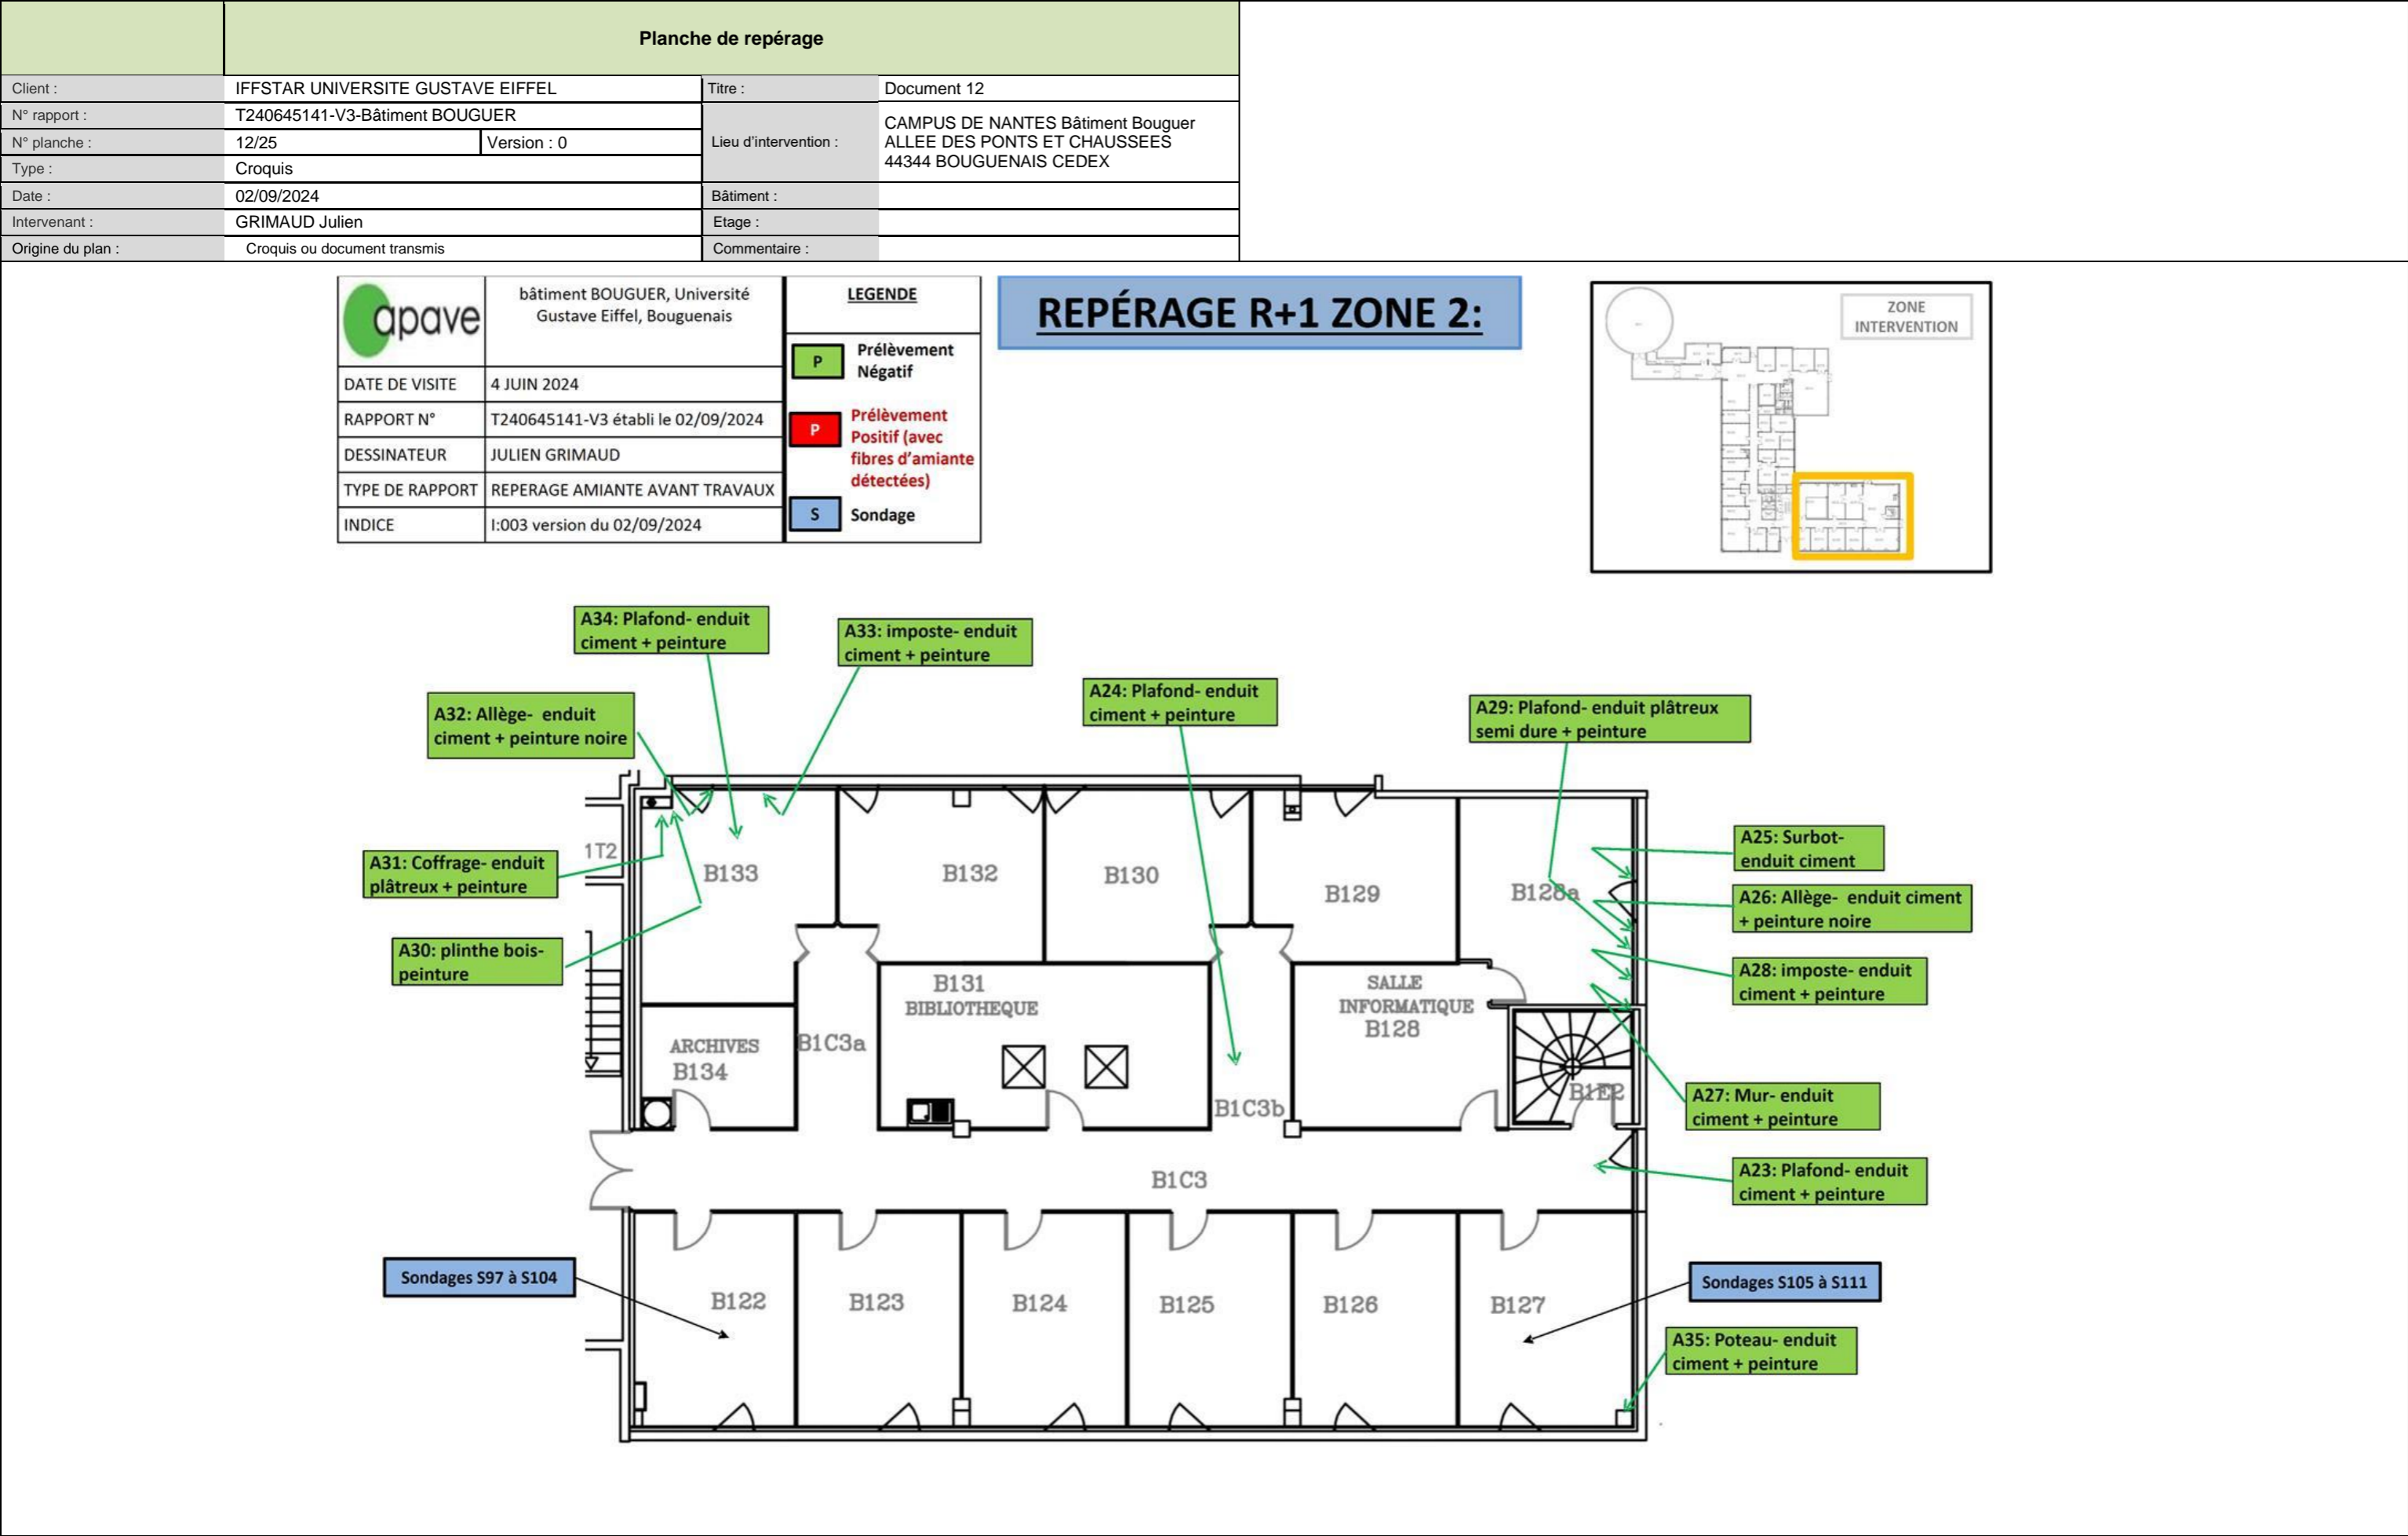 Planche de repérage
Client :
IFFSTAR UNIVERSITE GUSTAVE EIFFEL
Titre :
Document 12
N° rapport :
T240645141-V3-Bâtiment BOUGUER
Lieu d'intervention :
CAMPUS DE NANTES Bâtiment Bouguer
ALLEE DES PONTS ET CHAUSSEES
44344 BOUGUENAIS CEDEX
N° planche :
12/25
Version : 0
Type :
Croquis
Date :
02/09/2024
Bâtiment :
Intervenant :
GRIMAUD Julien
Etage :
Origine du plan :
Croquis ou document transmis
Commentaire :
apave
bâtiment BOUGUER, Université
Gustave Eiffel, Bouguenais
DATE DE VISITE
4 JUIN 2024
RAPPORT N°
T240645141-V3 établi le 02/09/2024
DESSINATEUR
JULIEN GRIMAUD
TYPE DE RAPPORT
REPERAGE AMIANTE AVANT TRAVAUX
INDICE
I:003 version du 02/09/2024
LEGENDE
P
Prélèvement
Négatif
P
Prélèvement
Positif (avec
fibres d'amiante
détectées)
S
Sondage
REPÉRAGE R+1 ZONE 2:
ZONE
INTERVENTION
A34: Plafond- enduit
ciment + peinture
A33: imposte- enduit
ciment + peinture
A32: Allège- enduit
ciment + peinture noire
A24: Plafond- enduit
ciment + peinture
A29: Plafond- enduit plâtreux
semi dure + peinture
A31: Coffrage- enduit
plâtreux + peinture
A30: plinthe bois-
peinture
A25: Surbot-
enduit ciment
A26: Allège- enduit ciment
+ peinture noire
A28: imposte- enduit
ciment + peinture
A27: Mur- enduit
ciment + peinture
A23: Plafond- enduit
ciment + peinture
1T2
B133
B132
B130
B129
B128a
B131
BIBLIOTHEQUE
SALLE
INFORMATIQUE
B128
ARCHIVES
B134
B1C3a
B1C3b
B1E2
B1C3
Sondages S97 à S104
B122
B123
B124
B125
B126
B127
Sondages S105 à S111
A35: Poteau- enduit
ciment + peinture